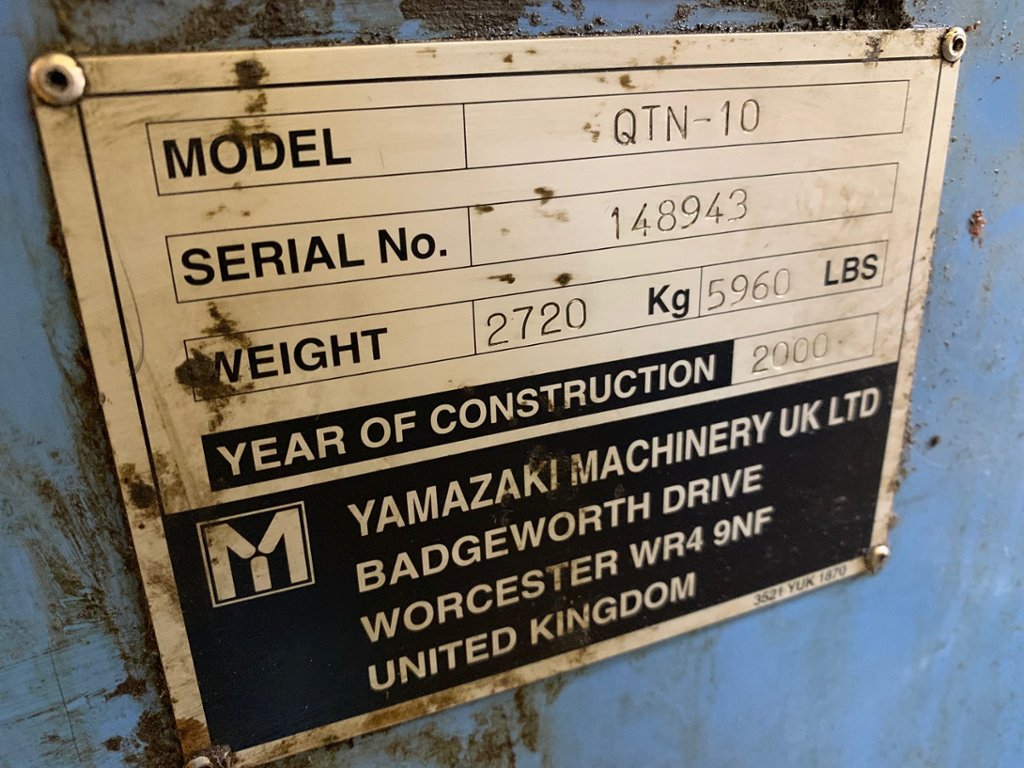 MODEL QTN-10
SERIAL No. 148943
WEIGHT 2720 Kg 5960 LBS
YEAR OF CONSTRUCTION 2000
YAMAZAKI MACHINERY UK LTD
BADGEWORTH DRIVE
WORCESTER WR4 9NF
UNITED KINGDOM
3521 YUK 1870